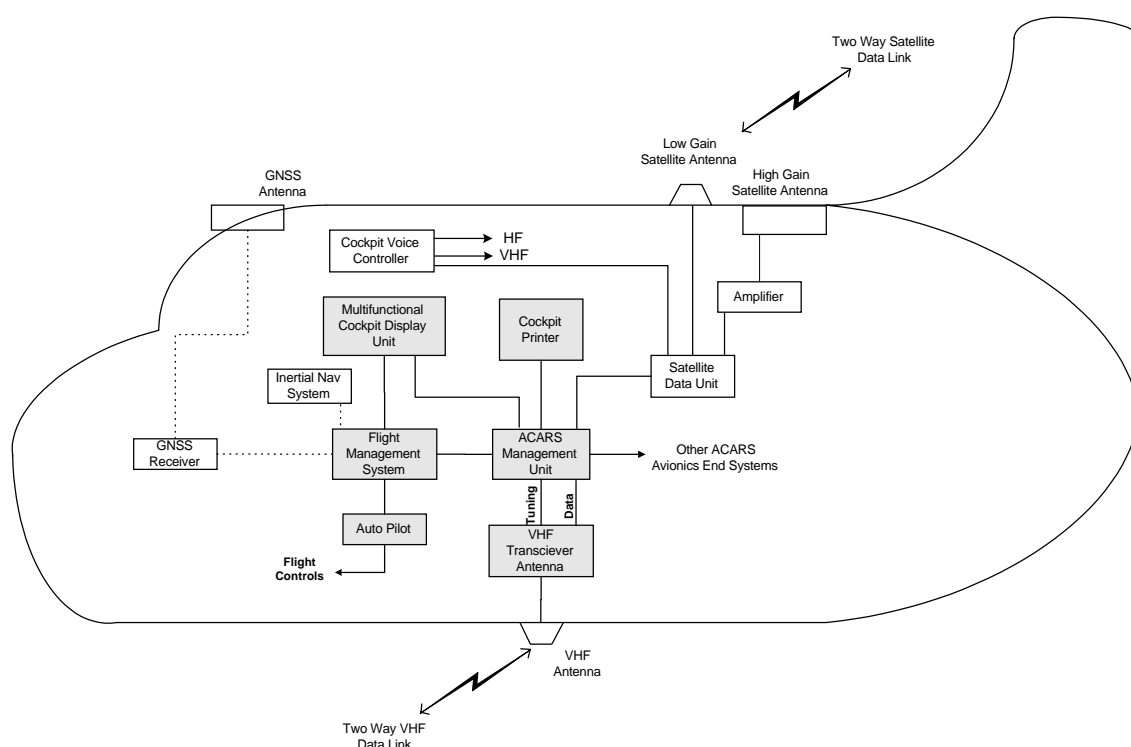 Two Way Satellite
Data Link
Low Gain
Satellite Antenna
GNSS
Antenna
High Gain
Satellite Antenna
Cockpit Voice
Controller
HF
VHF
Amplifier
Multifunctional
Cockpit Display
Unit
Cockpit
Printer
Satellite
Data Unit
Inertial Nav
System
GNSS
Receiver
Flight
Management
System
ACARS
Management
Unit
Other ACARS
Avionics End Systems
Tuning
Data
Auto Pilot
VHF
Transciever
Antenna
Flight
Controls
VHF
Antenna
Two Way VHF
Data Link